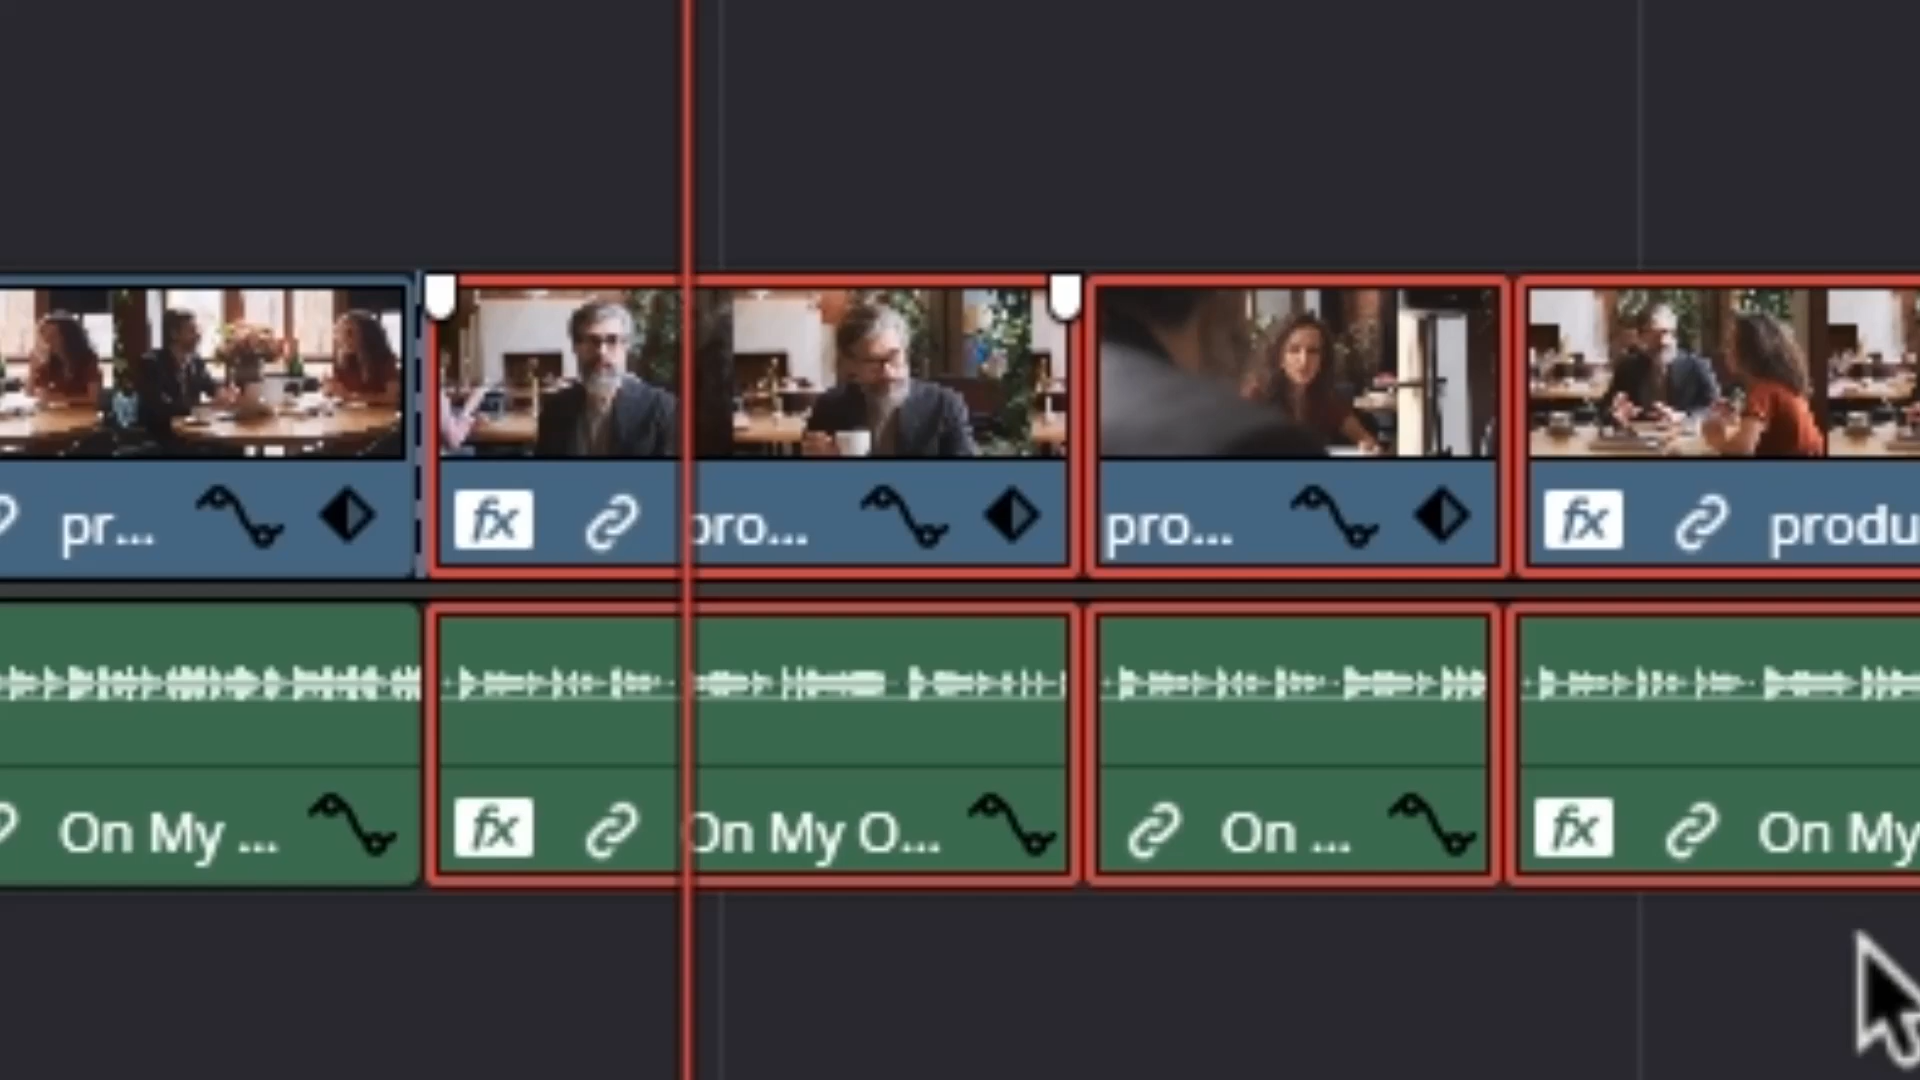 pr...
fx pro...
pro...
fx produ
On My ...
fx On My O...
On ...
fx On My